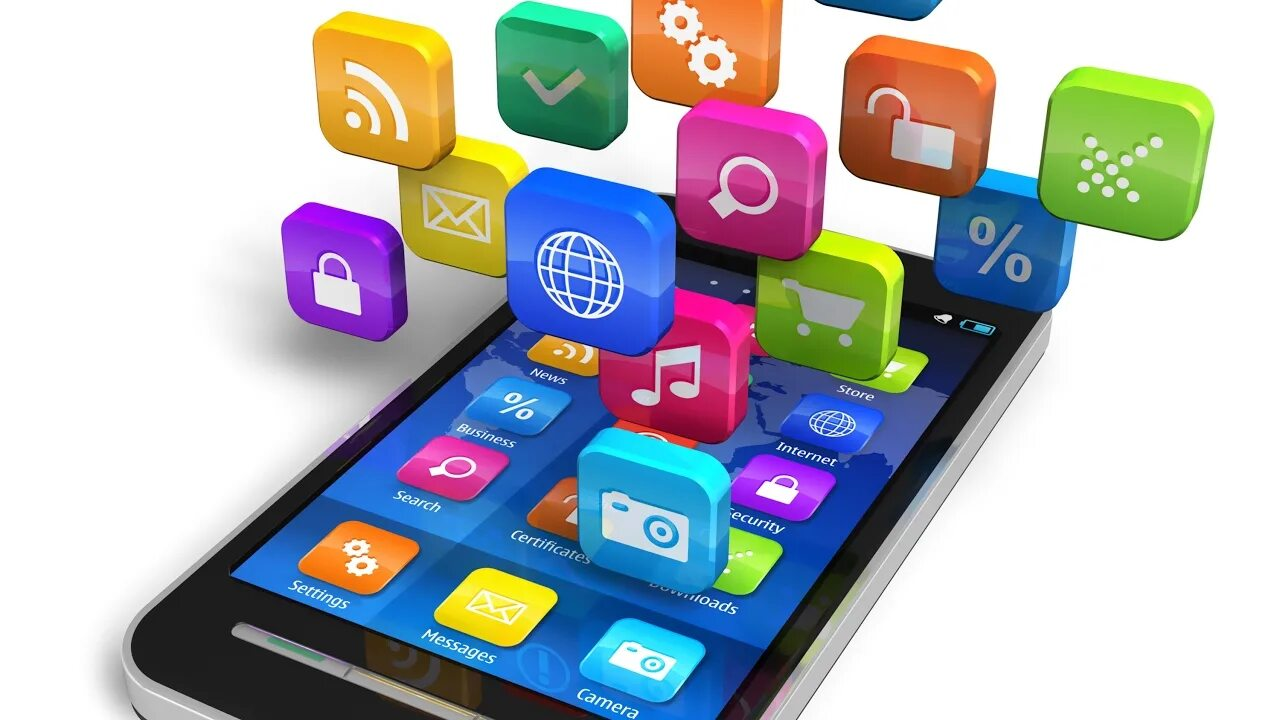 News
Store
Business
Internet
Search
Security
Certificates
Downloads
Settings
Messages
Camera
%
%